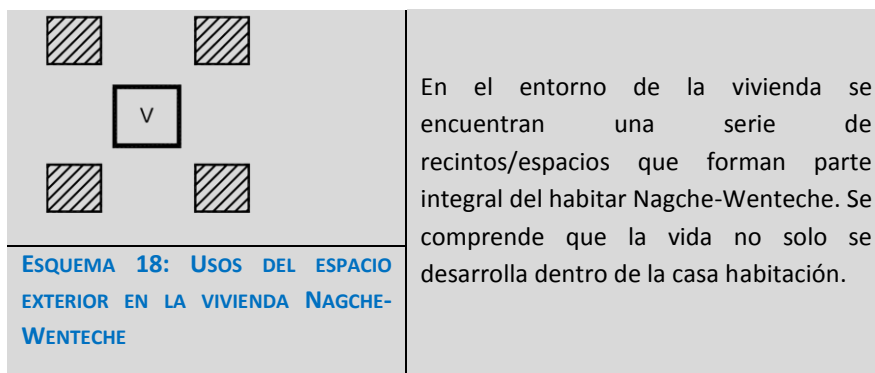 V
ESQUEMA 18: USOS DEL ESPACIO
EXTERIOR EN LA VIVIENDA NAGCHE-
WENTECHE
En el entorno de la vivienda se
encuentran una serie de
recintos/espacios que forman parte
integral del habitar Nagche-Wenteche. Se
comprende que la vida no solo se
desarrolla dentro de la casa habitación.